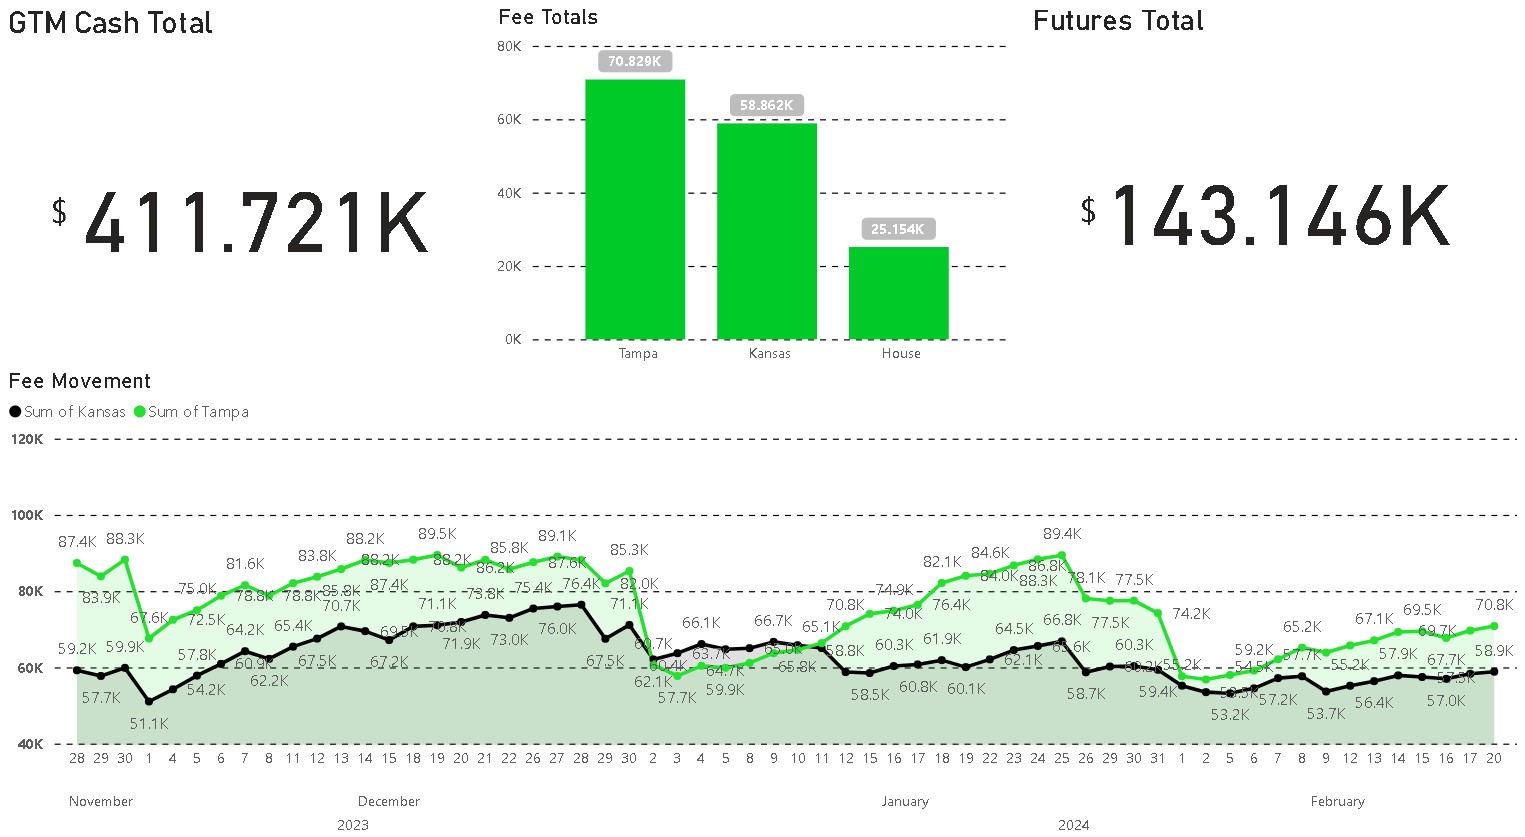 GTM Cash Total
$ 411.721K
Fee Totals
80K
60K
40K
20K
0K
70.829K
58.862K
25.154K
Tampa Kansas House
Futures Total
$ 143.146K
Fee Movement
Sum of Kansas Sum of Tampa
120K
100K
80K
60K
40K
87.4K 83.9K 88.3K 67.6K 72.5K 75.0K 78.8K 81.6K 78.8K 83.8K 85.8K 88.2K 88.2K 87.4K 89.5K 88.2K 86.2K 85.8K 89.1K 87.6K 82.0K 85.3K
59.2K 57.7K 59.9K 51.1K 54.2K 57.8K 60.9K 64.2K 62.2K 65.4K 67.5K 70.7K 69.5K 67.2K 71.1K 70.8K 71.9K 73.8K 73.0K 75.4K 76.0K 76.4K 67.5K 71.1K
60.7K 60.4K 57.7K 59.9K 65.1K 70.8K 74.0K 74.9K 76.4K 82.1K 84.6K 84.0K 86.8K 88.3K 89.4K 78.1K 77.5K 77.5K 74.2K
62.1K 63.7K 66.1K 64.7K 66.7K 65.0K 65.8K 58.8K 58.5K 60.3K 60.8K 61.9K 60.1K 62.1K 64.5K 65.6K 66.8K 58.7K 60.3K 60.2K 59.4K
59.2K 65.2K 67.1K 69.5K 69.7K 67.7K 70.8K
55.2K 53.5K 53.2K 54.5K 57.2K 57.7K 53.7K 55.2K 56.4K 57.9K 57.0K 57.5K 58.9K
28 29 30 1 4 5 6 7 8 11 12 13 14 15 18 19 20 21 22 26 27 28 29 30 2 3 4 5 8 9 10 11 12 15 16 17 18 19 22 23 24 25 26 29 30 31 1 2 5 6 7 8 9 12 13 14 15 16 17 20
November December January February
2023 2024